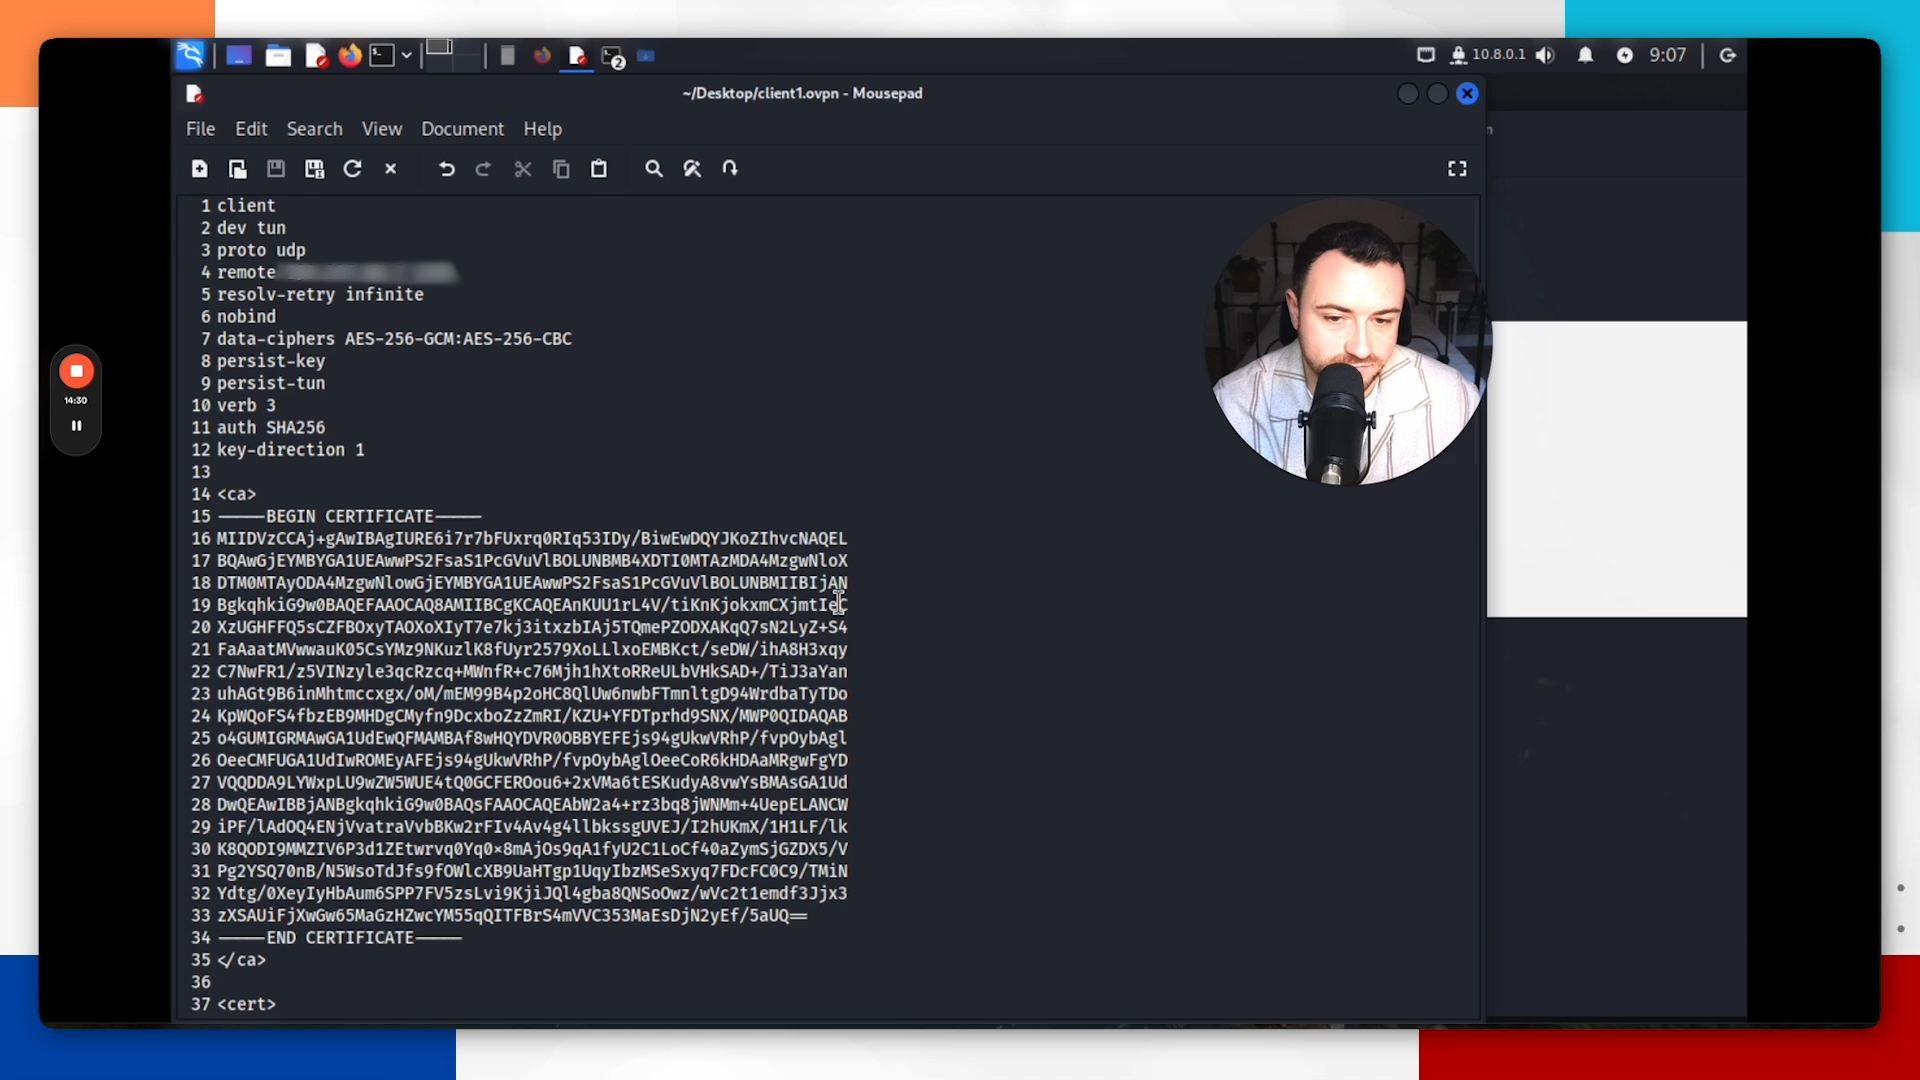 2
10.8.0.1
9:07
~/Desktop/client1.ovpn - Mousepad
File Edit Search View Document Help
14:30
1 client
2 dev tun
3 proto udp
4 remote
5 resolv-retry infinite
6 nobind
7 data-ciphers AES-256-GCM:AES-256-CBC
8 persist-key
9 persist-tun
10 verb 3
11 auth SHA256
12 key-direction 1
13
14 <ca>
15 -----BEGIN CERTIFICATE-----
16 MIIDVzCCAj+gAwIBAgIURE6i7r7bFUxrq0RIq53IDy/BiwEwDQYJKoZIhvcNAQEL
17 BQAwGjEYMBYGA1UEAwwPS2FsaS1PcGVuVlBOLUNBMB4XDTI0MTAzMDA4MzgwNloX
18 DTM0MTAyODA4MzgwNlowGjEYMBYGA1UEAwwPS2FsaS1PcGVuVlBOLUNBMIIBIjAN
19 BgkqhkiG9w0BAQEFAAOCAQ8AMIIBCgKCAQEAnKUU1rL4V/tiKnKjokxmCXjmtIeC
20 XzUGHFFQ5sCZFBOxyTAOXoXIyT7e7kj3itxzbIAj5TQmePZODXAKqQ7sN2LyZ+S4
21 FaAaatMVwwauK05CsYMz9NKuzlK8fUyr2579XoLLlxoEMBKct/seDW/ihA8H3xqy
22 C7NwFR1/z5VINzyle3qcRzcq+MWnfR+c76Mjh1hXtoRReULbVHkSAD+/TiJ3aYan
23 uhAGt9B6inMhtmccxgx/oM/mEM99B4p2oHC8QlUw6nwbFTmnltgD94WrdbaTyTDo
24 KpWQoFS4fbzEB9MHDgCMyfn9DcxboZzZmRI/KZU+YFDTprhd9SNX/MWP0QIDAQAB
25 o4GUMIGRMAwGA1UdEwQFMAMBAf8wHQYDVR0OBBYEFEjs94gUkwVRhP/fvpOybAgl
26 OeeCMFUGA1UdIwROMEyAFEjs94gUkwVRhP/fvpOybAglOeeCoR6kHDAaMRgwFgYD
27 VQQDDA9LYWxpLU9wZW5WUE4tQ0GCFEROou6+2xVMa6tESKudyA8vwYsBMAsGA1Ud
28 DwQEAwIBBjANBgkqhkiG9w0BAQsFAAOCAQEAbW2a4+rz3bq8jWNMm+4UepELANCW
29 iPF/lAdOQ4ENjVvatraVvbBKw2rFIv4Av4g4llbkssgUVEJ/I2hUKmX/1H1LF/lk
30 K8QODI9MMZIV6P3d1ZEtwrvq0Yq0x8mAjOs9qA1fyU2C1LoCf40aZymSjGZDX5/V
31 Pg2YSQ70nB/N5WsoTdJfs9fOWlcXB9UaHTgp1UqyIbzMSeSxyq7FDcFC0C9/TMiN
32 Ydtg/0XeyIyHbAum6SPP7FV5zsLvi9KjiJQl4gba8QNSoOwz/wVc2t1emdf3Jjx3
33 zXSAUiFjXwGw65MaGzHZwcYM55qQITFBrS4mVVC353MaEsDjN2yEf/5aUQ==
34 -----END CERTIFICATE-----
35 </ca>
36
37 <cert>